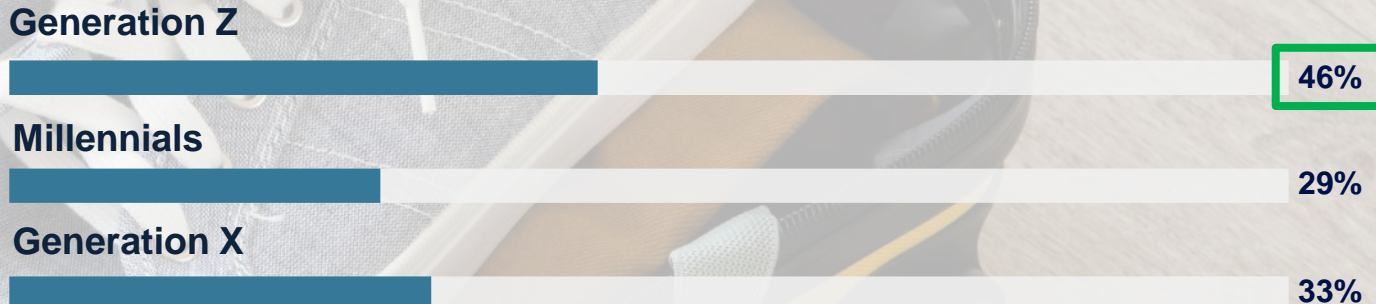 Generation Z
46%
Millennials
29%
Generation X
33%